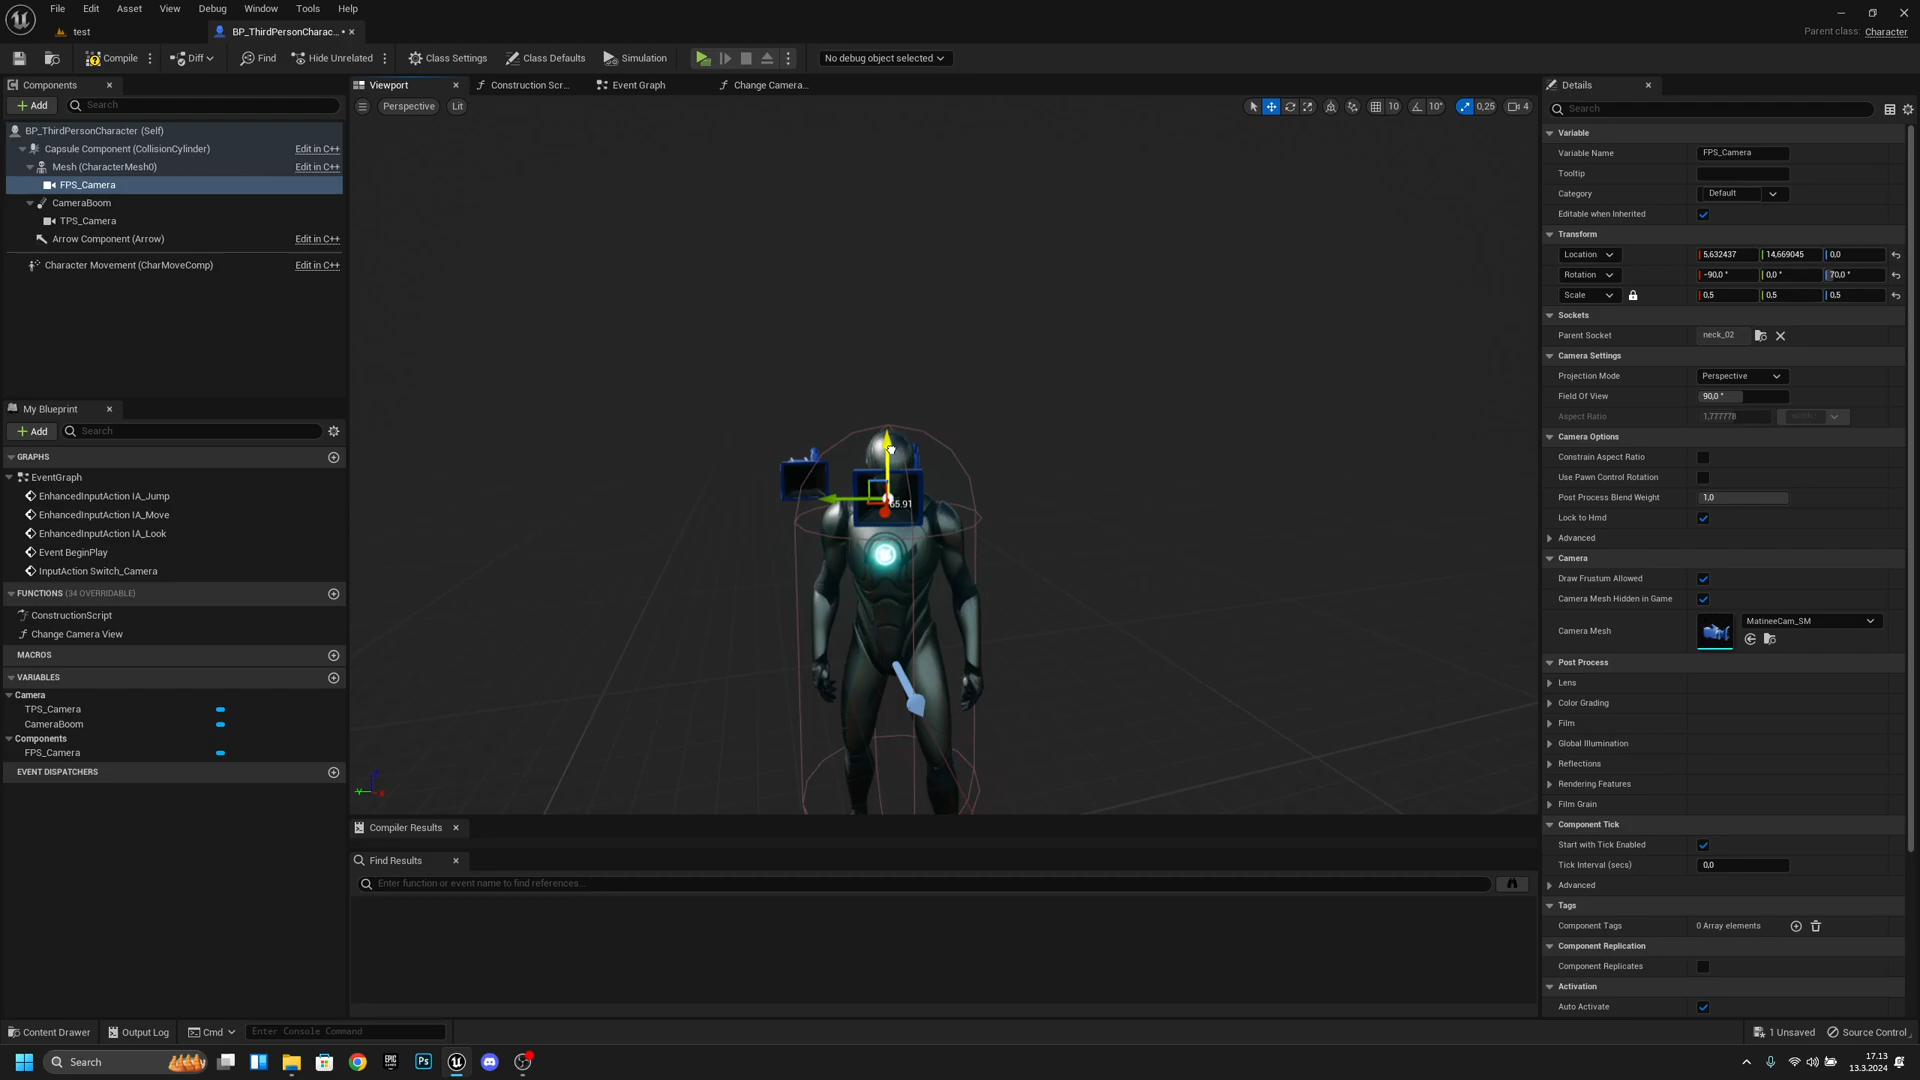 File Edit Asset View Debug Window Tools Help
test
BP_ThirdPersonCharac...
Parent class: Character
Compile
Diff
Find
Hide Unrelated
Class Settings
Class Defaults
Simulation
No debug object selected
Components
Add
Search
BP_ThirdPersonCharacter (Self)
Capsule Component (CollisionCylinder) Edit in C++
Mesh (CharacterMesh0) Edit in C++
FPS_Camera
CameraBoom
TPS_Camera
Arrow Component (Arrow) Edit in C++
Character Movement (CharMoveComp) Edit in C++
My Blueprint
Add
Search
GRAPHS
EventGraph
EnhancedInputAction IA_Jump
EnhancedInputAction IA_Move
EnhancedInputAction IA_Look
Event BeginPlay
InputAction Switch_Camera
FUNCTIONS (34 OVERRIDABLE)
ConstructionScript
Change Camera View
MACROS
VARIABLES
Camera
TPS_Camera
CameraBoom
Components
FPS_Camera
EVENT DISPATCHERS
Viewport
Construction Scr...
Event Graph
Change Camera...
Perspective
Lit
10
10°
0,25
4
65.91
Compiler Results
Find Results
Enter function or event name to find references...
Details
Search
Variable
Variable Name FPS_Camera
Tooltip
Category Default
Editable when Inherited
Transform
Location 5,632437 14,669045 0,0
Rotation -90,0 ° 0,0 ° 70,0 °
Scale 0,5 0,5 0,5
Sockets
Parent Socket neck_02
Camera Settings
Projection Mode Perspective
Field Of View 90,0 °
Aspect Ratio 1,777778
Camera Options
Constrain Aspect Ratio
Use Pawn Control Rotation
Post Process Blend Weight 1,0
Lock to Hmd
Advanced
Camera
Draw Frustum Allowed
Camera Mesh Hidden in Game
Camera Mesh MatineeCam_SM
Post Process
Lens
Color Grading
Film
Global Illumination
Reflections
Rendering Features
Film Grain
Component Tick
Start with Tick Enabled
Tick Interval (secs) 0,0
Advanced
Tags
Component Tags 0 Array elements
Component Replication
Component Replicates
Activation
Auto Activate
Content Drawer
Output Log
Cmd
Enter Console Command
1 Unsaved
Source Control
Search
EPIC
Ps
17.13
13.3.2024